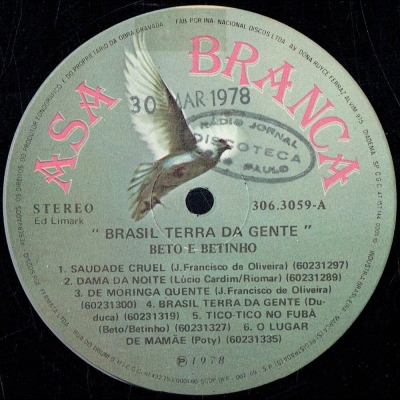 ASA BRANCA
30 MAR 1978
RÁDIO JORNAL
DISCOTECA
S. PAULO
STEREO
Ed Limark
306.3059-A
" BRASIL TERRA DA GENTE "
BETO E BETINHO
1. SAUDADE CRUEL (J. Francisco de Oliveira) (60231297)
2. DAMA DA NOITE (Lúcio Cardim/Riomar) (60231289)
3. DE MORINGA QUENTE (J. Francisco de Oliveira)
(60231300) 4. BRASIL TERRA DA GENTE (Du-
duca) (60231319) 5. TICO-TICO NO FUBÀ
(Beto/Betinho) (60231327) 6. O LUGAR
DE MAMÃE (Poty) (60231335)
℗ 1978